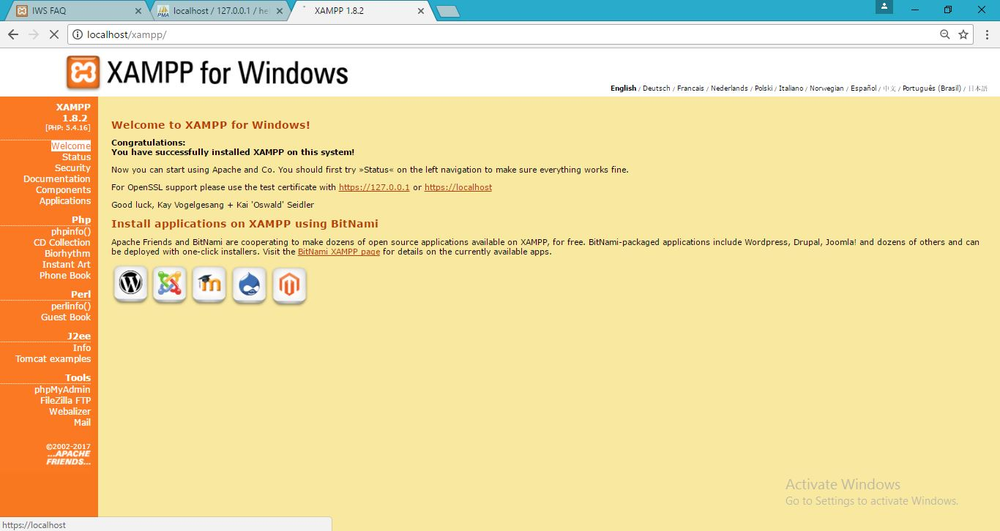 IWS FAQ
localhost / 127.0.0.1 / hel
XAMPP 1.8.2
localhost/xampp/
XAMPP for Windows
English / Deutsch / Francais / Nederlands / Polski / Italiano / Norwegian / Español / 中文 / Português (Brasil) / 日本語
XAMPP
1.8.2
[PHP: 5.4.16]
Welcome
Status
Security
Documentation
Components
Applications
Php
phpinfo()
CD Collection
Biorhythm
Instant Art
Phone Book
Perl
perlinfo()
Guest Book
J2ee
Info
Tomcat examples
Tools
phpMyAdmin
FileZilla FTP
Webalizer
Mail
©2002-2017
...APACHE
FRIENDS...
Welcome to XAMPP for Windows!
Congratulations:
You have successfully installed XAMPP on this system!
Now you can start using Apache and Co. You should first try »Status« on the left navigation to make sure everything works fine.
For OpenSSL support please use the test certificate with https://127.0.0.1 or https://localhost
Good luck, Kay Vogelgesang + Kai 'Oswald' Seidler
Install applications on XAMPP using BitNami
Apache Friends and BitNami are cooperating to make dozens of open source applications available on XAMPP, for free. BitNami-packaged applications include Wordpress, Drupal, Joomla! and dozens of others and can
be deployed with one-click installers. Visit the BitNami XAMPP page for details on the currently available apps.
Activate Windows
Go to Settings to activate Windows.
https://localhost